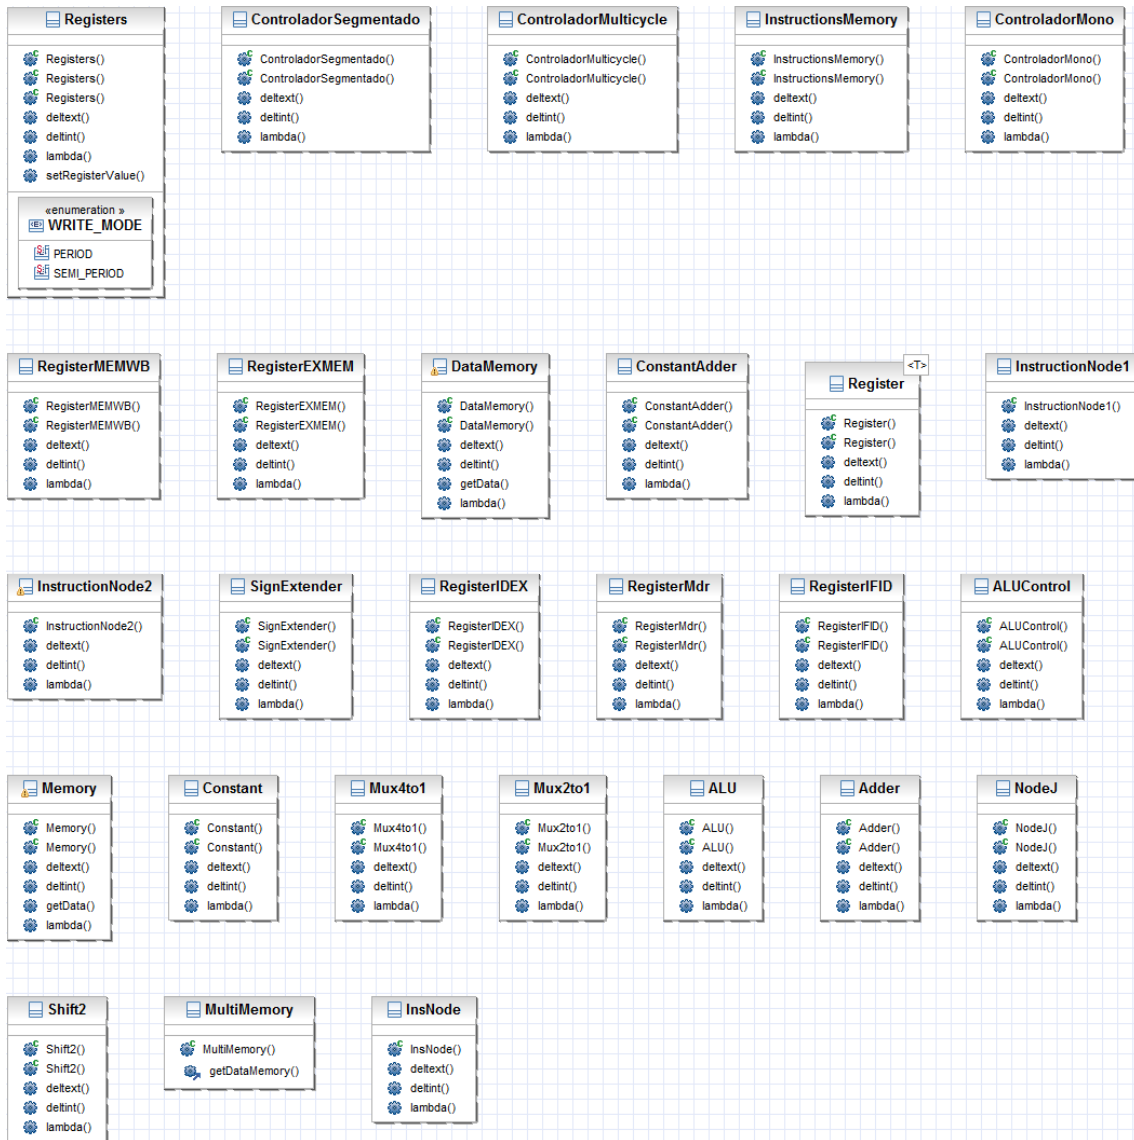 Registers
Registers()
Registers()
Registers()
deltext()
deltint()
lambda()
setRegisterValue()
«enumeration »
WRITE_MODE
PERIOD
SEMI_PERIOD
ControladorSegmentado
ControladorSegmentado()
ControladorSegmentado()
deltext()
deltint()
lambda()
ControladorMulticycle
ControladorMulticycle()
ControladorMulticycle()
deltext()
deltint()
lambda()
InstructionsMemory
InstructionsMemory()
InstructionsMemory()
deltext()
deltint()
lambda()
ControladorMono
ControladorMono()
ControladorMono()
deltext()
deltint()
lambda()
RegisterMEMWB
RegisterMEMWB()
RegisterMEMWB()
deltext()
deltint()
lambda()
RegisterEXMEM
RegisterEXMEM()
RegisterEXMEM()
deltext()
deltint()
lambda()
DataMemory
DataMemory()
DataMemory()
deltext()
deltint()
getData()
lambda()
ConstantAdder
ConstantAdder()
ConstantAdder()
deltext()
deltint()
lambda()
<T>
Register
Register()
Register()
deltext()
deltint()
lambda()
InstructionNode1
InstructionNode1()
deltext()
deltint()
lambda()
InstructionNode2
InstructionNode2()
deltext()
deltint()
lambda()
SignExtender
SignExtender()
SignExtender()
deltext()
deltint()
lambda()
RegisterIDEX
RegisterIDEX()
RegisterIDEX()
deltext()
deltint()
lambda()
RegisterMdr
RegisterMdr()
RegisterMdr()
deltext()
deltint()
lambda()
RegisterIFID
RegisterIFID()
RegisterIFID()
deltext()
deltint()
lambda()
ALUControl
ALUControl()
ALUControl()
deltext()
deltint()
lambda()
Memory
Memory()
Memory()
deltext()
deltint()
getData()
lambda()
Constant
Constant()
Constant()
deltext()
deltint()
lambda()
Mux4to1
Mux4to1()
Mux4to1()
deltext()
deltint()
lambda()
Mux2to1
Mux2to1()
Mux2to1()
deltext()
deltint()
lambda()
ALU
ALU()
ALU()
deltext()
deltint()
lambda()
Adder
Adder()
Adder()
deltext()
deltint()
lambda()
NodeJ
NodeJ()
NodeJ()
deltext()
deltint()
lambda()
Shift2
Shift2()
Shift2()
deltext()
deltint()
lambda()
MultiMemory
MultiMemory()
getDataMemory()
InsNode
InsNode()
deltext()
deltint()
lambda()